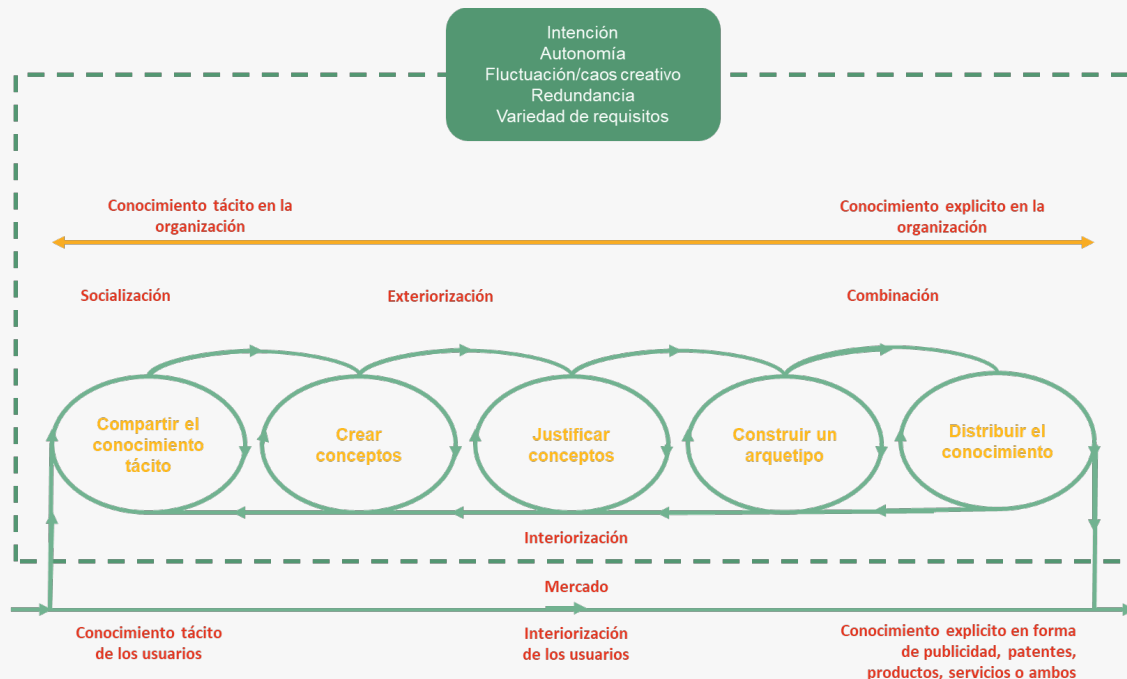 Intención
Autonomía
Fluctuación/caos creativo
Redundancia
Variedad de requisitos
Conocimiento tácito en la
organización
Conocimiento explicito en la
organización
Socialización
Exteriorización
Combinación
Compartir el
conocimiento
tácito
Crear
conceptos
Justificar
conceptos
Construir un
arquetipo
Distribuir el
conocimiento
Interiorización
Mercado
Conocimiento tácito
de los usuarios
Interiorización
de los usuarios
Conocimiento explicito en forma
de publicidad, patentes,
productos, servicios o ambos